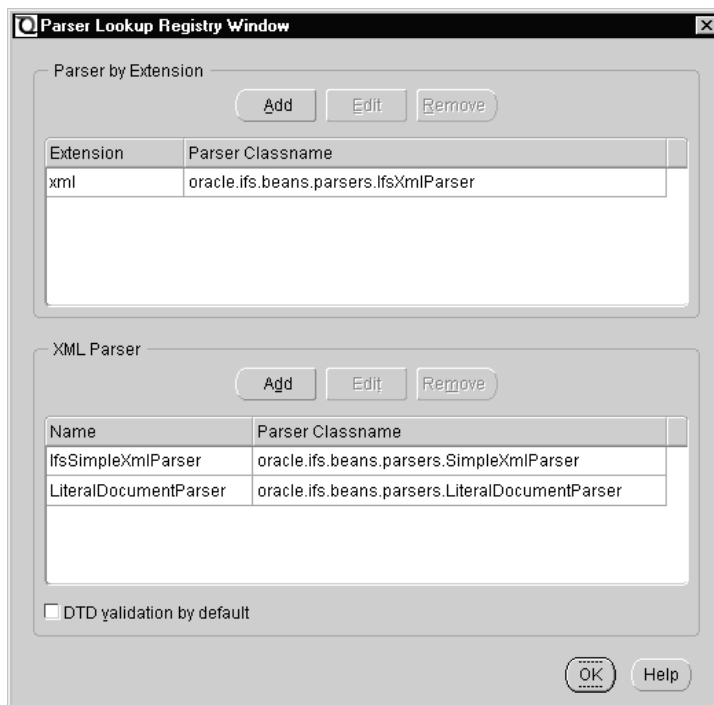 Parser Lookup Registry Window
Parser by Extension
Add Edit Remove
Extension Parser Classname
xml oracle.ifs.beans.parsers.IfsXmlParser
XML Parser
Add Edit Remove
Name Parser Classname
IfsSimpleXmlParser oracle.ifs.beans.parsers.SimpleXmlParser
LiteralDocumentParser oracle.ifs.beans.parsers.LiteralDocumentParser
DTD validation by default
OK Help